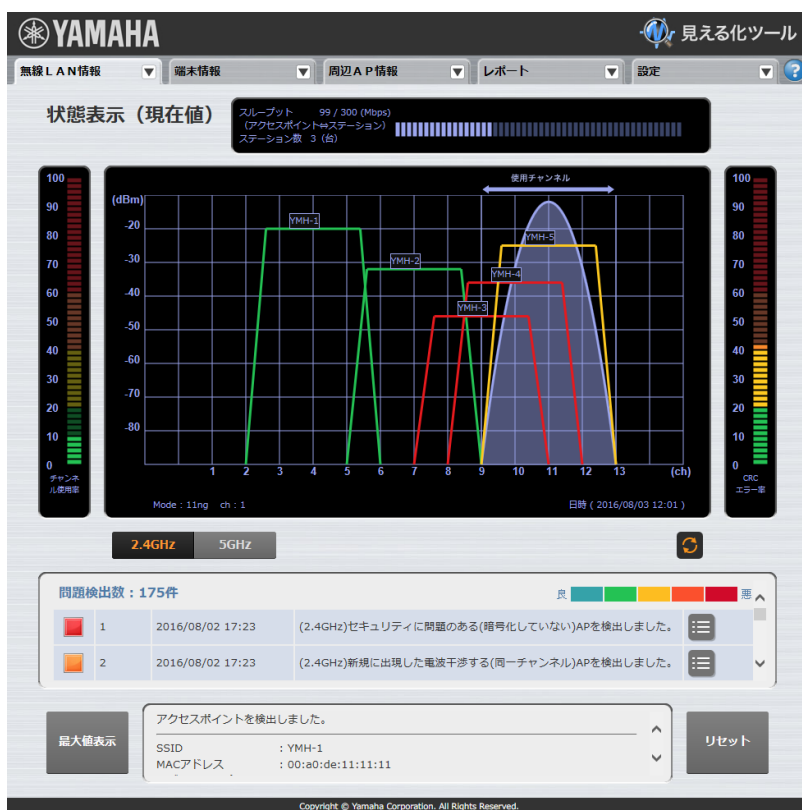 YAMAHA
見える化ツール
無線ＬＡＮ情報
端末情報
周辺ＡＰ情報
レポート
設定
?
状態表示（現在値）
スループット 99 / 300 (Mbps)
(アクセスポイント⇔ステーション)
ステーション数 3 (台)
100
90
80
70
60
50
40
30
20
10
0
チャンネ
ル使用率
使用チャンネル
(dBm)
-20
-30
-40
-50
-60
-70
-80
YMH-1
YMH-2
YMH-3
YMH-4
YMH-5
1 2 3 4 5 6 7 8 9 10 11 12 13 (ch)
Mode : 11ng ch : 1
日時 ( 2016/08/03 12:01 )
100
90
80
70
60
50
40
30
20
10
0
CRC
エラー率
2.4GHz
5GHz
問題検出数 : 175件
良
悪
1 2016/08/02 17:23 (2.4GHz)セキュリティに問題のある(暗号化していない)APを検出しました。
2 2016/08/02 17:23 (2.4GHz)新規に出現した電波干渉する(同一チャンネル)APを検出しました。
最大値表示
アクセスポイントを検出しました。
SSID : YMH-1
MACアドレス : 00:a0:de:11:11:11
リセット
Copyright © Yamaha Corporation. All Rights Reserved.